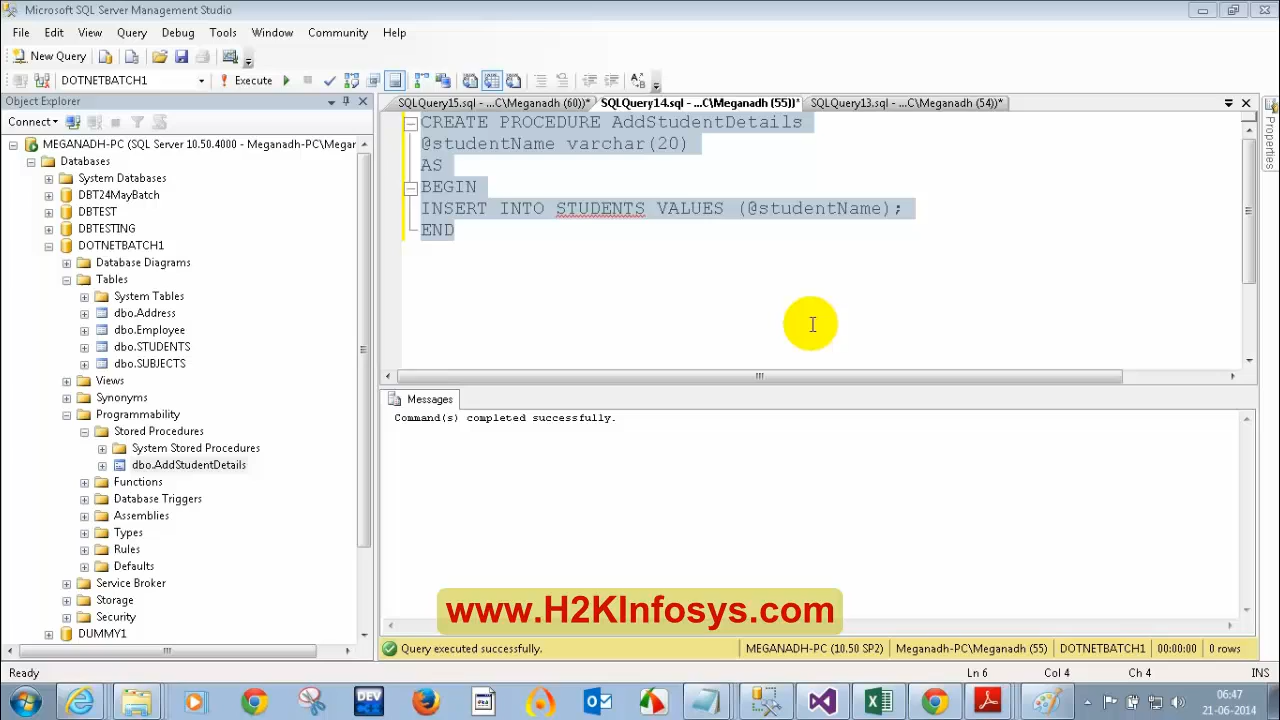 Microsoft SQL Server Management Studio
File Edit View Query Debug Tools Window Community Help
New Query
DOTNETBATCH1 Execute
Object Explorer
SQLQuery15.sql - ...C\Meganadh (60))* SQLQuery14.sql - ...C\Meganadh (55))* SQLQuery13.sql - ...C\Meganadh (54))*
Connect
MEGANADH-PC (SQL Server 10.50.4000 - Meganadh-PC\Megar
Databases
System Databases
DBT24MayBatch
DBTEST
DBTESTING
DOTNETBATCH1
Database Diagrams
Tables
System Tables
dbo.Address
dbo.Employee
dbo.STUDENTS
dbo.SUBJECTS
Views
Synonyms
Programmability
Stored Procedures
System Stored Procedures
dbo.AddStudentDetails
Functions
Database Triggers
Assemblies
Types
Rules
Defaults
Service Broker
Storage
Security
DUMMY1
CREATE PROCEDURE AddStudentDetails
@studentName varchar(20)
AS
BEGIN
INSERT INTO STUDENTS VALUES (@studentName);
END
Properties
Messages
Command(s) completed successfully.
www.H2KInfosys.com
Query executed successfully. MEGANADH-PC (10.50 SP2) Meganadh-PC\Meganadh (55) DOTNETBATCH1 00:00:00 0 rows
Ready Ln 6 Col 4 Ch 4 INS
DEV
06:47
21-06-2014